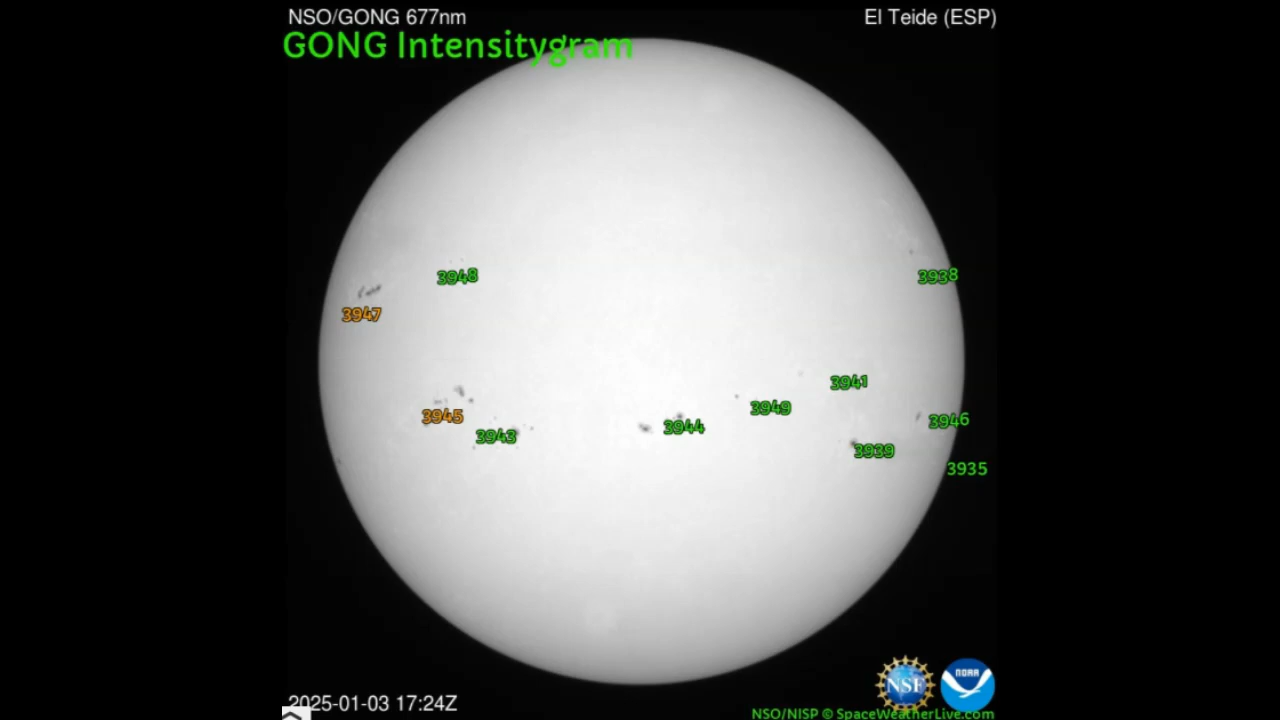 NSO/GONG 677nm
El Teide (ESP)
GONG Intensitygram
3948
3938
3947
3941
3949
3945
3946
3944
3943
3939
3935
NSF
NOAA
2025-01-03 17:24Z
NSO/NISP © SpaceWeatherLive.com